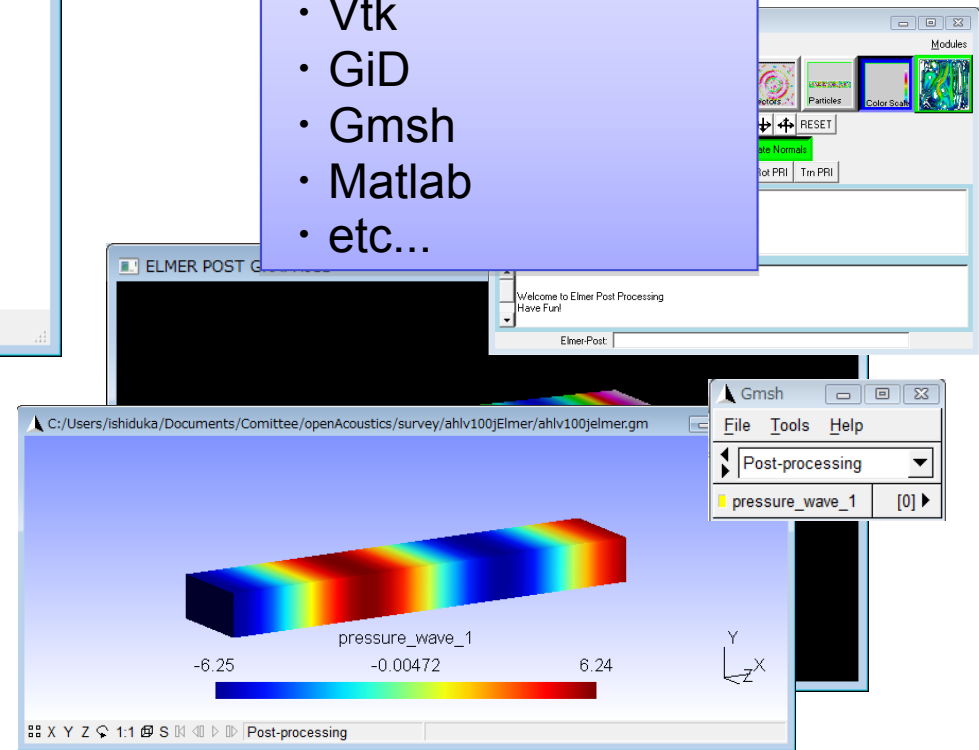 ・Vtk
・GiD
・Gmsh
・Matlab
・etc...
Modules
Particles
Color Scale
RESET
Normals
Rot PRI
Trn PRI
Welcome to Elmer Post Processing
Have Fun!
Elmer-Post:
ELMER POST
C:/Users/ishiduka/Documents/Comittee/openAcoustics/survey/ahlv100jElmer/ahlv100jelmer.gm
Gmsh
File Tools Help
Post-processing
pressure_wave_1 [0]
pressure_wave_1
-6.25 -0.00472 6.24
Y
X
Z
X Y Z 1:1 S Post-processing